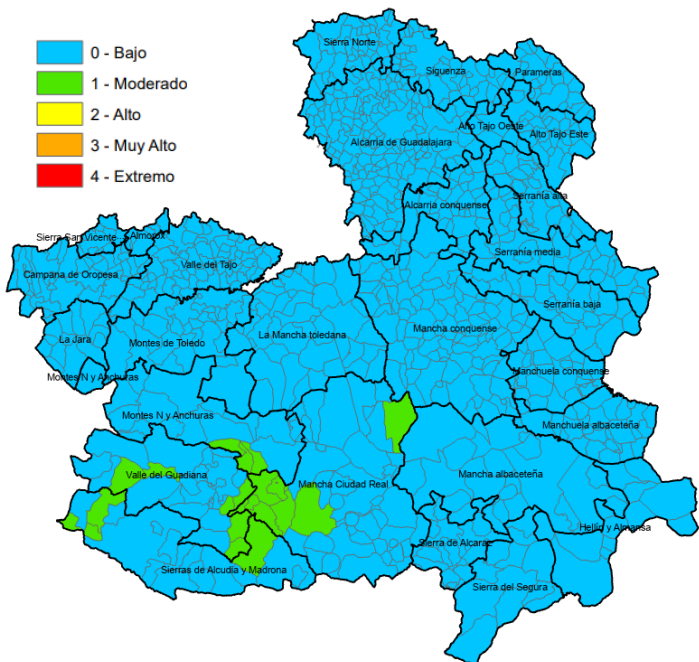 0 - Bajo
1 - Moderado
2 - Alto
3 - Muy Alto
4 - Extremo
Sierra Norte
Siguenza
Parameras
Alto Tajo Oeste
Alto Tajo Este
Alcarria de Guadalajara
Serranía alta
Alcarria conquense
Sierra San Vicente
Almorox
Serranía media
Valle del Tajo
Campana de Oropesa
Serranía baja
Mancha conquense
La Mancha toledana
La Jara
Montes de Toledo
Manchuela conquense
Montes N y Anchuras
Montes N y Anchuras
Manchuela albaceteña
Valle del Guadiana
Mancha albaceteña
Mancha Ciudad Real
Hellín y Almansa
Sierra de Alcaraz
Sierras de Alcudia y Madrona
Sierra del Segura